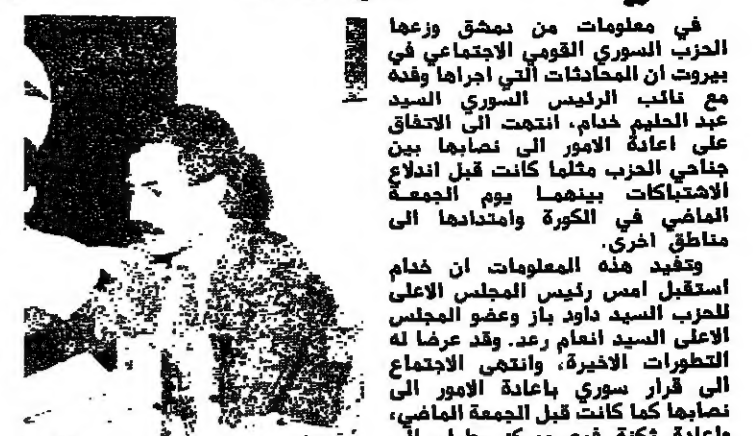 في معلومات من دمشق وزعها
الحزب السوري القومي الاجتماعي في
بيروت ان المحادثات التي اجراها وفده
مع نائب الرئيس السوري السيد
عبد الحليم خدام، انتهت الى الاتفاق
على اعادة الامور الى نصابها بين
جناحي الحزب مثلما كانت قبل اندلاع
الاشتباكات بينهما يوم الجمعة
الماضي في الكورة وامتدادها الى
مناطق اخرى.
وتفيد هذه المعلومات ان خدام
استقبل امس رئيس المجلس الاعلى
للحزب السيد داود باز وعضو المجلس
الاعلى السيد انعام رعد. وقد عرضا له
التطورات الاخيرة، وانتهى الاجتماع
الى قرار سوري باعادة الامور الى
نصابها كما كانت قبل الجمعة الماضي،
واعادة ثكنة